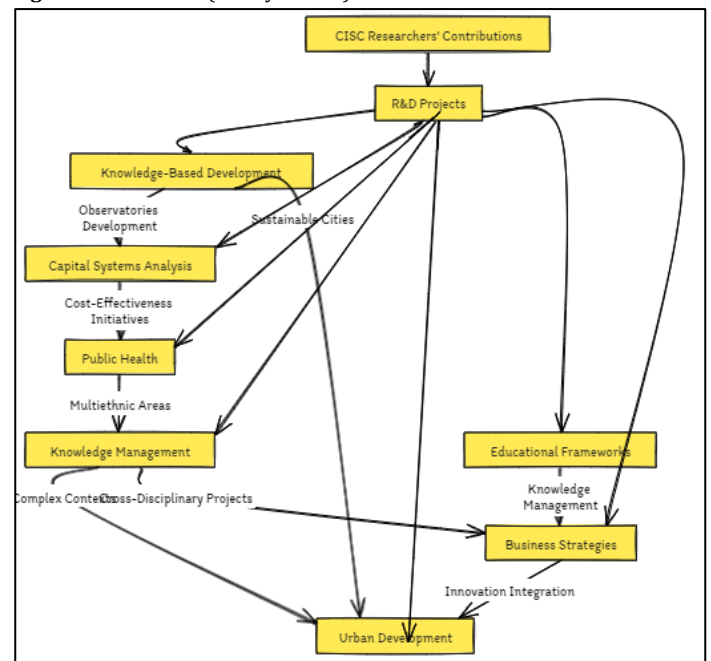 CISC Researchers' Contributions
R&D Projects
Knowledge-Based Development
Observatories
Development
Sustainable Cities
Capital Systems Analysis
Cost-Effectiveness
Initiatives
Public Health
Multiethnic Areas
Knowledge Management
Educational Frameworks
Complex Contexts
Cross-Disciplinary Projects
Knowledge
Management
Business Strategies
Innovation Integration
Urban Development